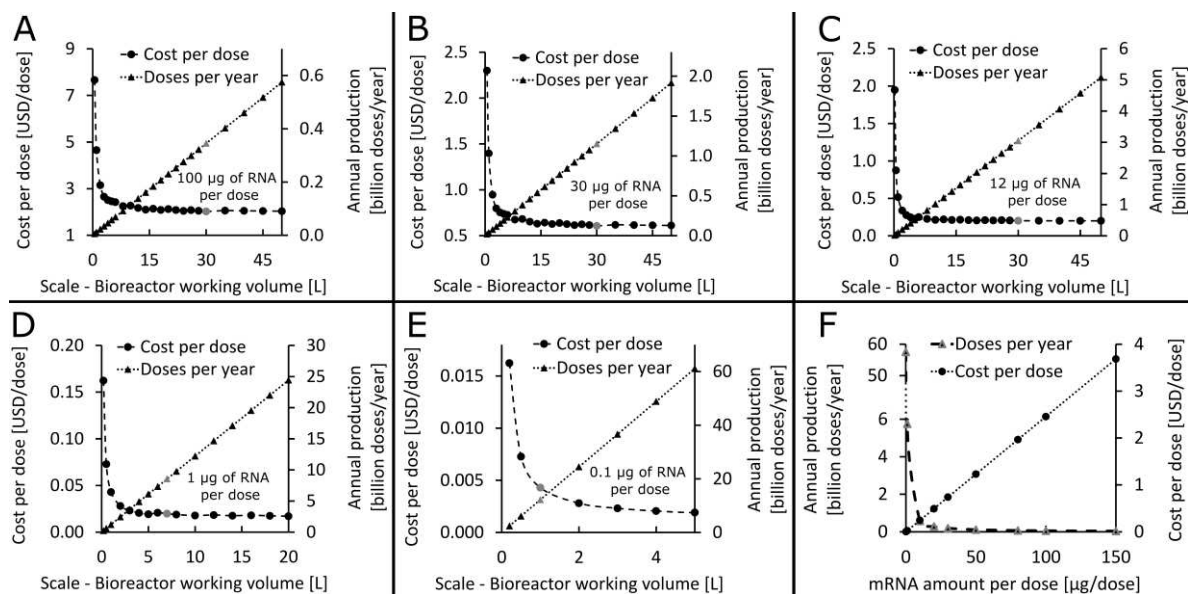 A
Cost per dose [USD/dose]
9
7
5
3
1
Cost per dose
Doses per year
100 µg of RNA
per dose
0.6
0.4
0.2
0.0
Annual production
[billion doses/year]
0
15
30
45
Scale - Bioreactor working volume [L]
B
Cost per dose [USD/dose]
2.5
2.0
1.5
1.0
0.5
Cost per dose
Doses per year
30 µg of RNA
per dose
2.0
1.5
1.0
0.5
0.0
Annual production
[billion doses/year]
0
15
30
45
Scale - Bioreactor working volume [L]
C
Cost per dose [USD/dose]
2.5
2.0
1.5
1.0
0.5
0.0
Cost per dose
Doses per year
12 µg of RNA
per dose
6
5
4
3
2
1
0
Annual production
[billion doses/year]
0
15
30
45
Scale - Bioreactor working volume [L]
D
Cost per dose [USD/dose]
0.20
0.15
0.10
0.05
0.00
Cost per dose
Doses per year
1 µg of RNA
per dose
30
25
20
15
10
5
0
Annual production
[billion doses/year]
0
5
10
15
20
Scale - Bioreactor working volume [L]
E
Cost per dose [USD/dose]
0.015
0.010
0.005
0.000
Cost per dose
Doses per year
0.1 µg of RNA
per dose
60
40
20
0
Annual production
[billion doses/year]
0
2
4
Scale - Bioreactor working volume [L]
F
Annual production
[billion doses/year]
60
50
6
4
2
0
Doses per year
Cost per dose
4
3
2
1
0
Cost per dose [USD/dose]
0
50
100
150
mRNA amount per dose [µg/dose]